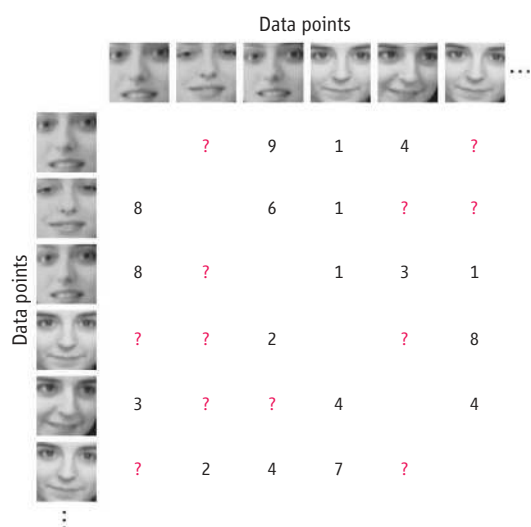 Data points
...
? 9 1 4 ?
8 6 1 ? ?
8 ? 1 3 1
? ? 2 ? 8
3 ? ? 4 4
? 2 4 7 ?
Data points
...